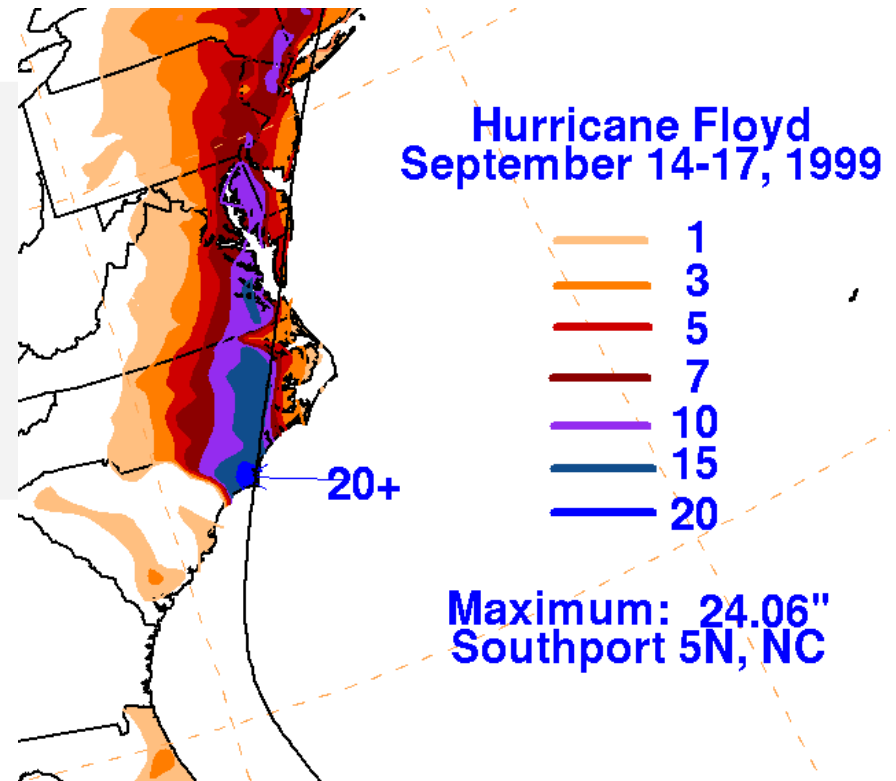 Hurricane Floyd
September 14-17, 1999
1
3
5
7
10
15
20
20+
Maximum: 24.06"
Southport 5N, NC